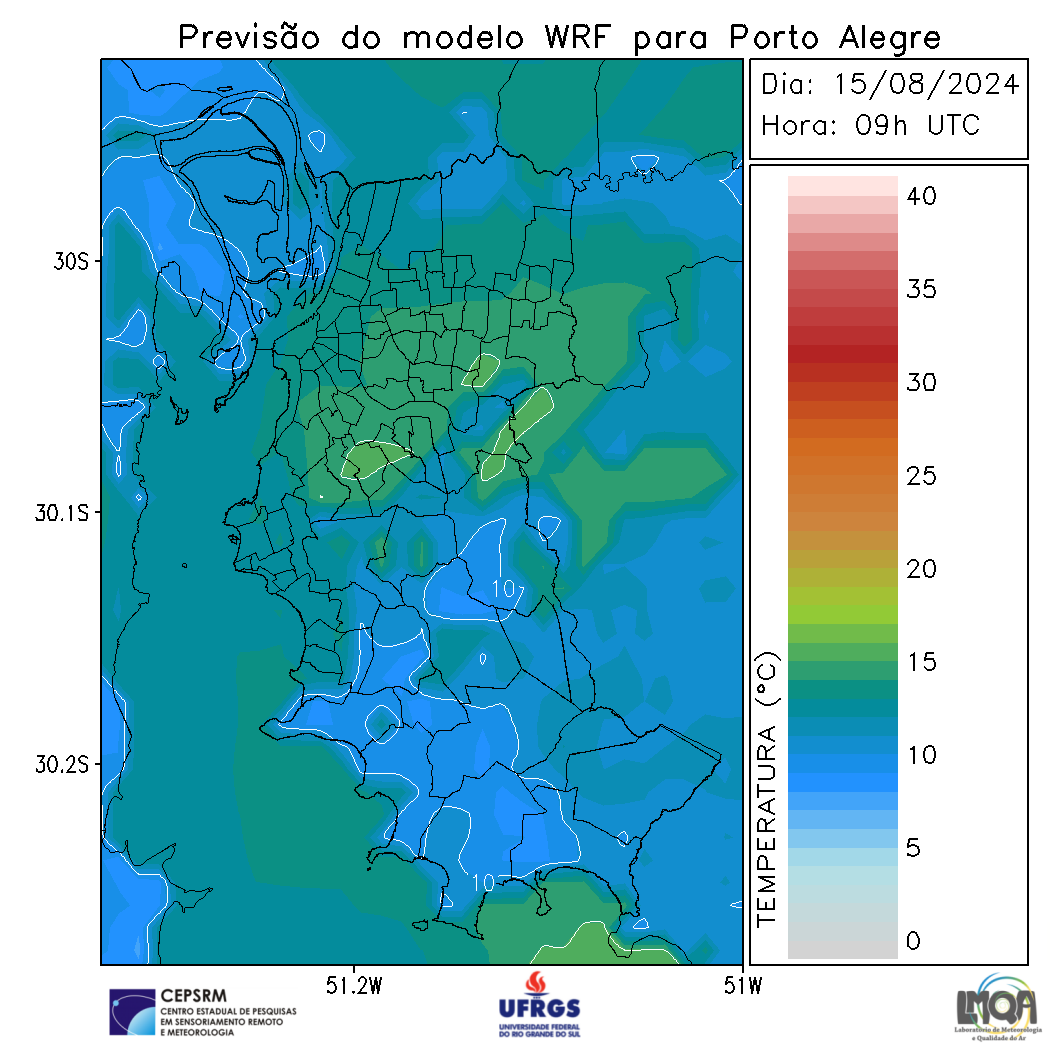 Previsão do modelo WRF para Porto Alegre
Dia: 15/08/2024
Hora: 09h UTC
40
35
30
25
20
15
10
5
0
TEMPERATURA (°C)
30S
30.1S
30.2S
10
10
51.2W
51W
CEPSRM
CENTRO ESTADUAL DE PESQUISAS
EM SENSORIAMENTO REMOTO
E METEOROLOGIA
UFRGS
UNIVERSIDADE FEDERAL
DO RIO GRANDE DO SUL
LMQA
Laboratório de Meteorologia
e Qualidade do Ar